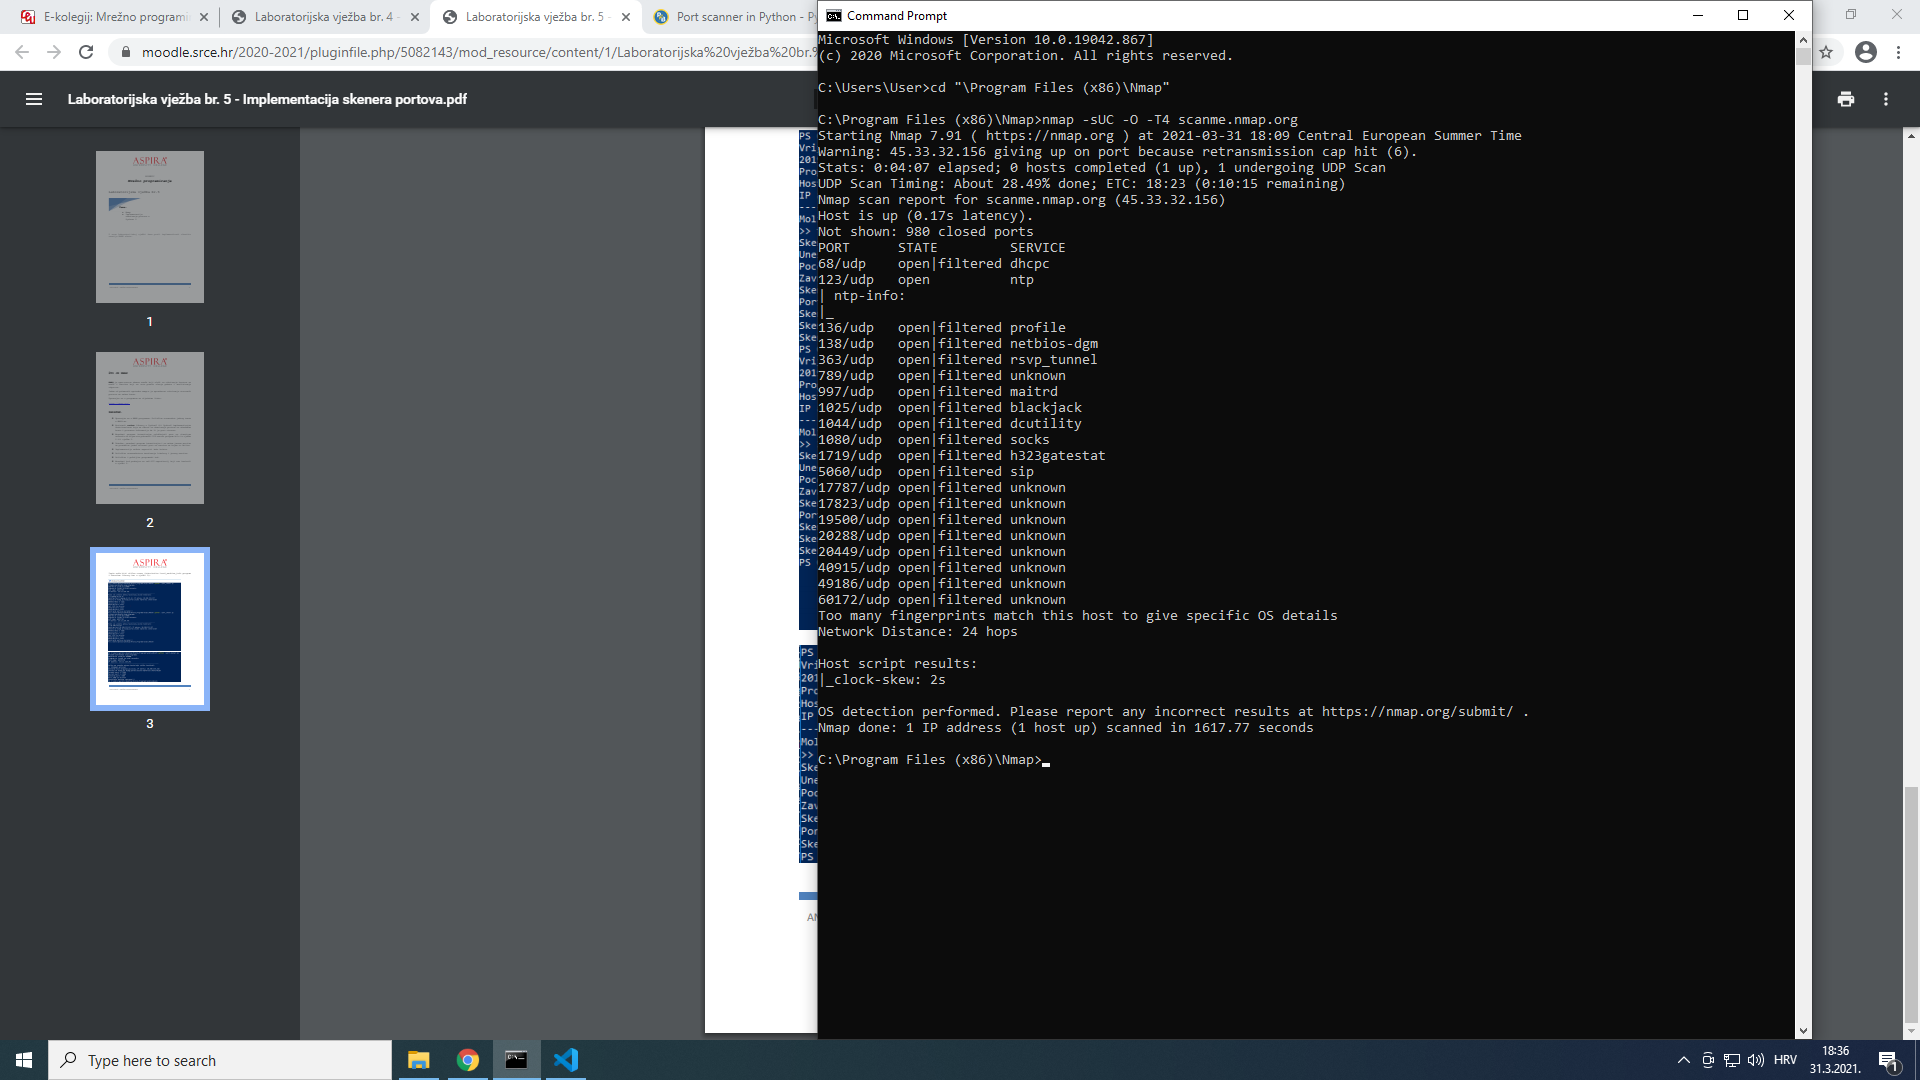 E-kolegij: Mrežno programi
Laboratorijska vježba br. 4 -
Laboratorijska vježba br. 5 -
Port scanner in Python - Py
moodle.srce.hr/2020-2021/pluginfile.php/5082143/mod_resource/content/1/Laboratorijska%20vježba%20br.%
Laboratorijska vježba br. 5 - Implementacija skenera portova.pdf
ASPIRA
1
ASPIRA
2
ASPIRA
3
Command Prompt
Microsoft Windows [Version 10.0.19042.867]
(c) 2020 Microsoft Corporation. All rights reserved.
C:\Users\User>cd "\Program Files (x86)\Nmap"
C:\Program Files (x86)\Nmap>nmap -sUC -O -T4 scanme.nmap.org
Starting Nmap 7.91 ( https://nmap.org ) at 2021-03-31 18:09 Central European Summer Time
Warning: 45.33.32.156 giving up on port because retransmission cap hit (6).
Stats: 0:04:07 elapsed; 0 hosts completed (1 up), 1 undergoing UDP Scan
UDP Scan Timing: About 28.49% done; ETC: 18:23 (0:10:15 remaining)
Nmap scan report for scanme.nmap.org (45.33.32.156)
Host is up (0.17s latency).
Not shown: 980 closed ports
PORT      STATE         SERVICE
68/udp    open|filtered dhcpc
123/udp   open          ntp
| ntp-info:
|_
136/udp   open|filtered profile
138/udp   open|filtered netbios-dgm
363/udp   open|filtered rsvp_tunnel
789/udp   open|filtered unknown
997/udp   open|filtered maitrd
1025/udp  open|filtered blackjack
1044/udp  open|filtered dcutility
1080/udp  open|filtered socks
1719/udp  open|filtered h323gatestat
5060/udp  open|filtered sip
17787/udp open|filtered unknown
17823/udp open|filtered unknown
19500/udp open|filtered unknown
20288/udp open|filtered unknown
20449/udp open|filtered unknown
40915/udp open|filtered unknown
49186/udp open|filtered unknown
60172/udp open|filtered unknown
Too many fingerprints match this host to give specific OS details
Network Distance: 24 hops
Host script results:
|_clock-skew: 2s
OS detection performed. Please report any incorrect results at https://nmap.org/submit/ .
Nmap done: 1 IP address (1 host up) scanned in 1617.77 seconds
C:\Program Files (x86)\Nmap>
Type here to search
HRV
18:36
31.3.2021.
1